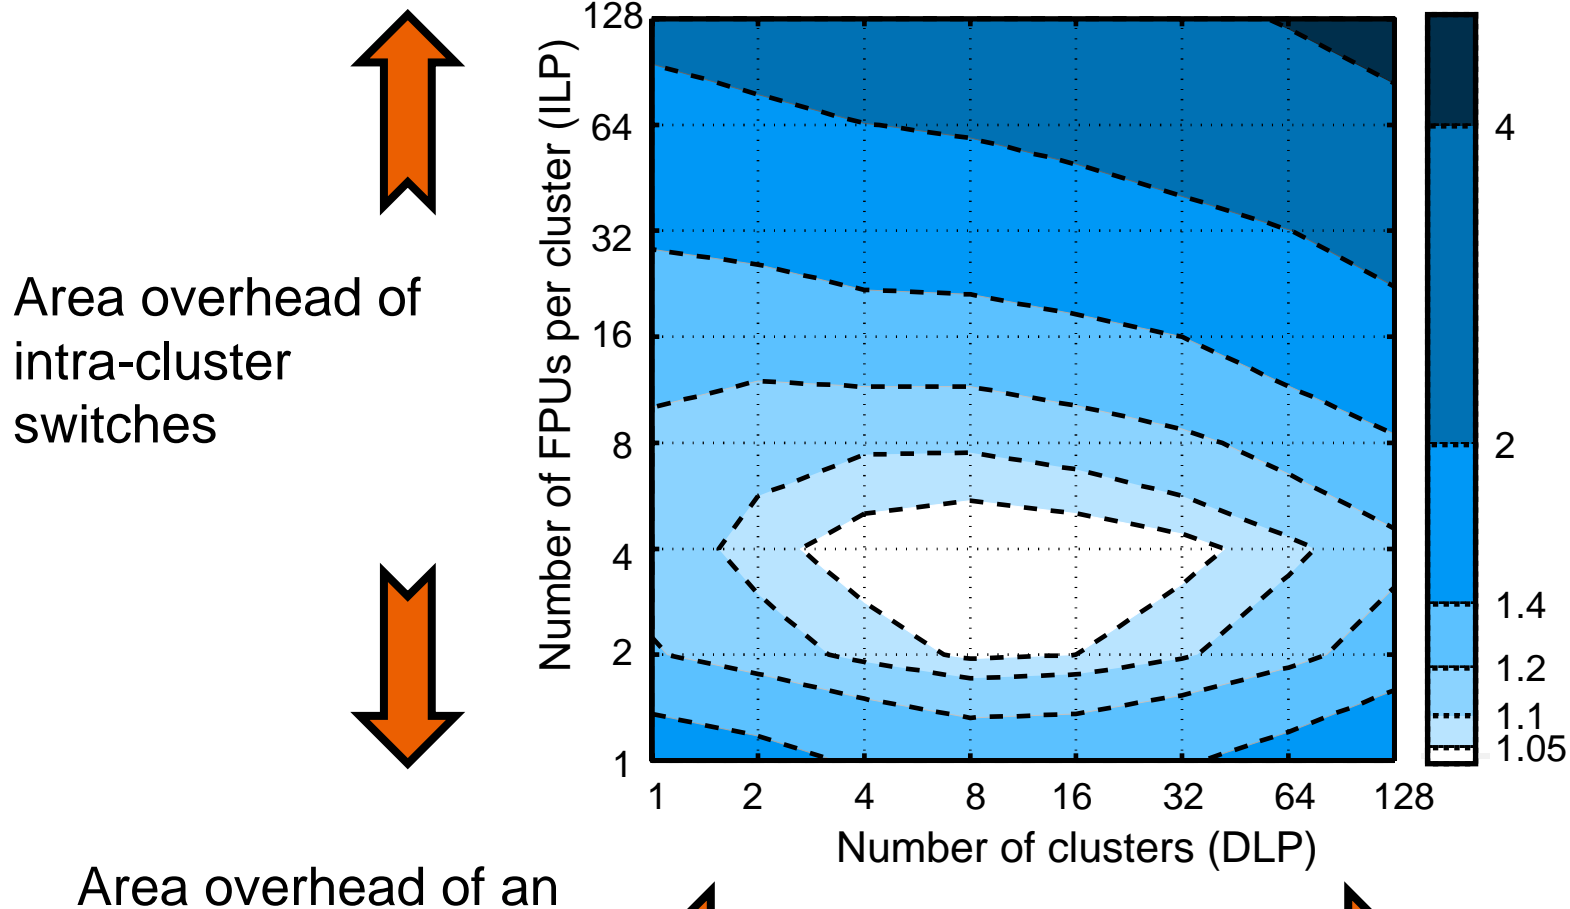 128
64
32
16
8
4
2
1
Number of FPUs per cluster (ILP)
4
2
1.4
1.2
1.1
1.05
Area overhead of
intra-cluster
switches
1 2 4 8 16 32 64 128
Number of clusters (DLP)
Area overhead of an